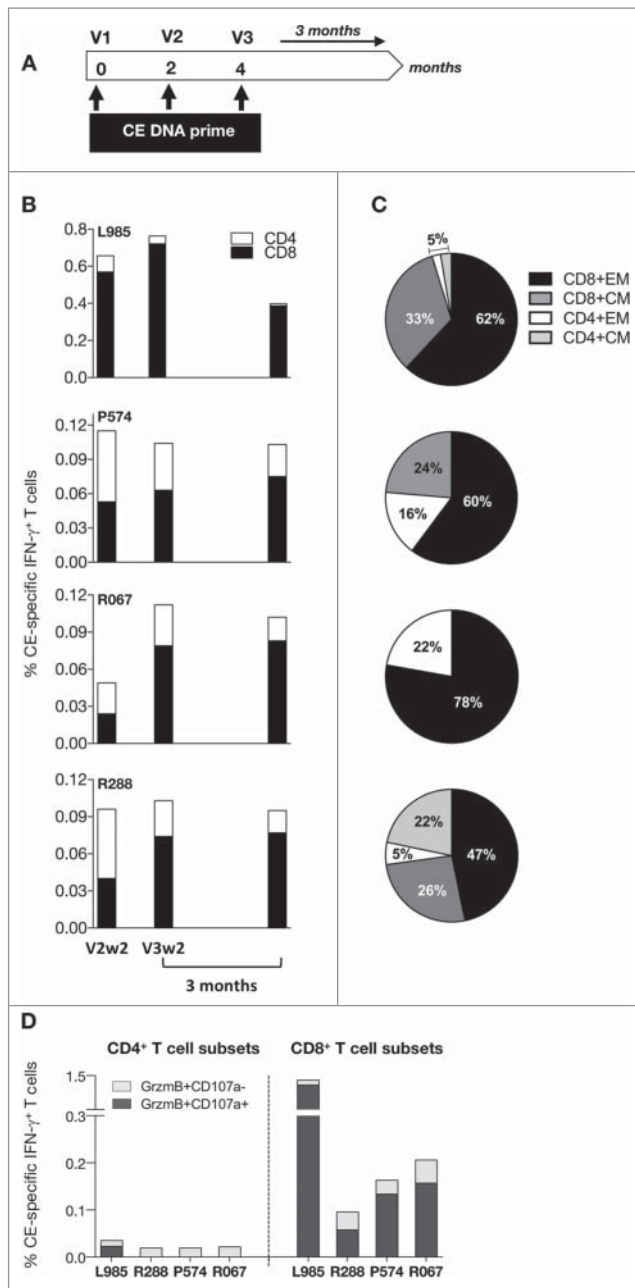 A
V1 V2 V3 3 months
0 2 4 months
CE DNA prime
B
% CE-specific IFN-γ+ T cells
L985
CD4
CD8
0.8
0.6
0.4
0.2
0.0
P574
0.12
0.09
0.06
0.03
0.00
R067
0.12
0.09
0.06
0.03
0.00
R288
0.12
0.09
0.06
0.03
0.00
V2w2 V3w2
3 months
C
5%
33% 62%
CD8+EM
CD8+CM
CD4+EM
CD4+CM
24%
16% 60%
22%
78%
22%
5% 47%
26%
D
CD4+ T cell subsets CD8+ T cell subsets
% CE-specific IFN-γ+ T cells
1.5
0.3
0.2
0.1
0.0
GrzmB+CD107a-
GrzmB+CD107a+
L985 R288 P574 R067 L985 R288 P574 R067